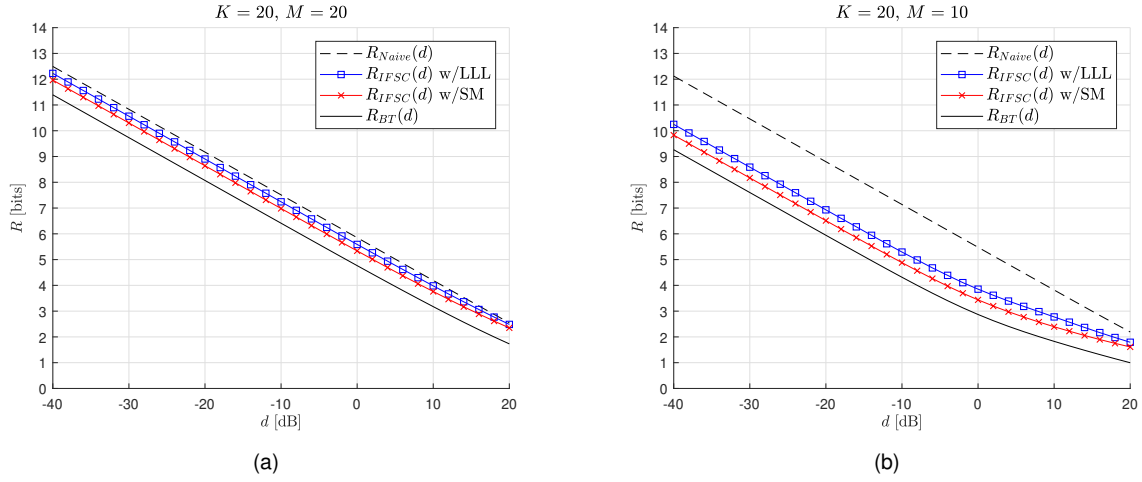 K = 20, M = 20
R_Naive(d)
R_IFSC(d) w/LLL
R_IFSC(d) w/SM
R_BT(d)
14
13
12
11
10
9
8
7
6
5
4
3
2
1
0
R [bits]
-40 -30 -20 -10 0 10 20
d [dB]
(a)
K = 20, M = 10
R_Naive(d)
R_IFSC(d) w/LLL
R_IFSC(d) w/SM
R_BT(d)
14
13
12
11
10
9
8
7
6
5
4
3
2
1
0
R [bits]
-40 -30 -20 -10 0 10 20
d [dB]
(b)